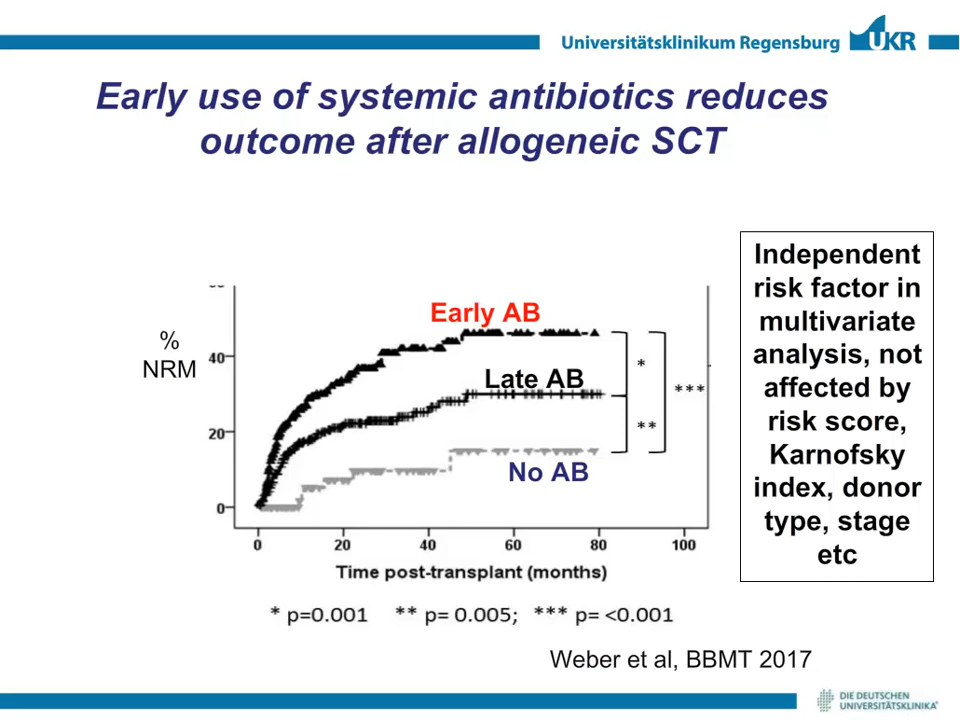 Universitätsklinikum Regensburg UKR
Early use of systemic antibiotics reduces
outcome after allogeneic SCT
%
NRM
40
20
0
Early AB
Late AB
No AB
*
**
***
0 20 40 60 80 100
Time post-transplant (months)
* p=0.001 ** p= 0.005; *** p= <0.001
Independent
risk factor in
multivariate
analysis, not
affected by
risk score,
Karnofsky
index, donor
type, stage
etc
Weber et al, BBMT 2017
DIE DEUTSCHEN
UNIVERSITÄTSKLINIKA